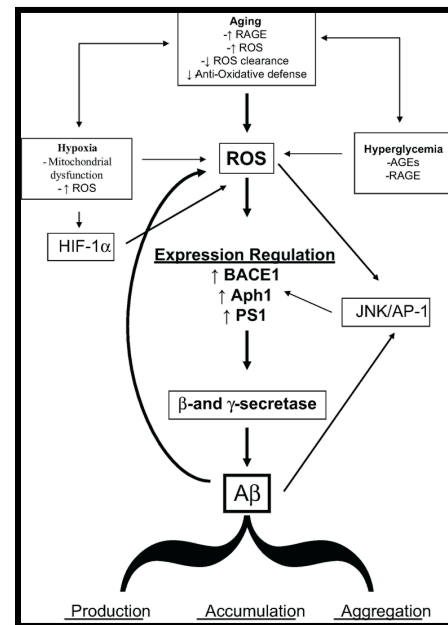 Aging
-↑ RAGE
-↑ ROS
-↓ ROS clearance
↓ Anti-Oxidative defense
Hypoxia
-Mitochondrial
dysfunction
-↑ ROS
ROS
Hyperglycemia
-AGEs
-RAGE
HIF-1α
Expression Regulation
↑ BACE1
↑ Aph1
↑ PS1
JNK/AP-1
β-and γ-secretase
Aβ
Production Accumulation Aggregation